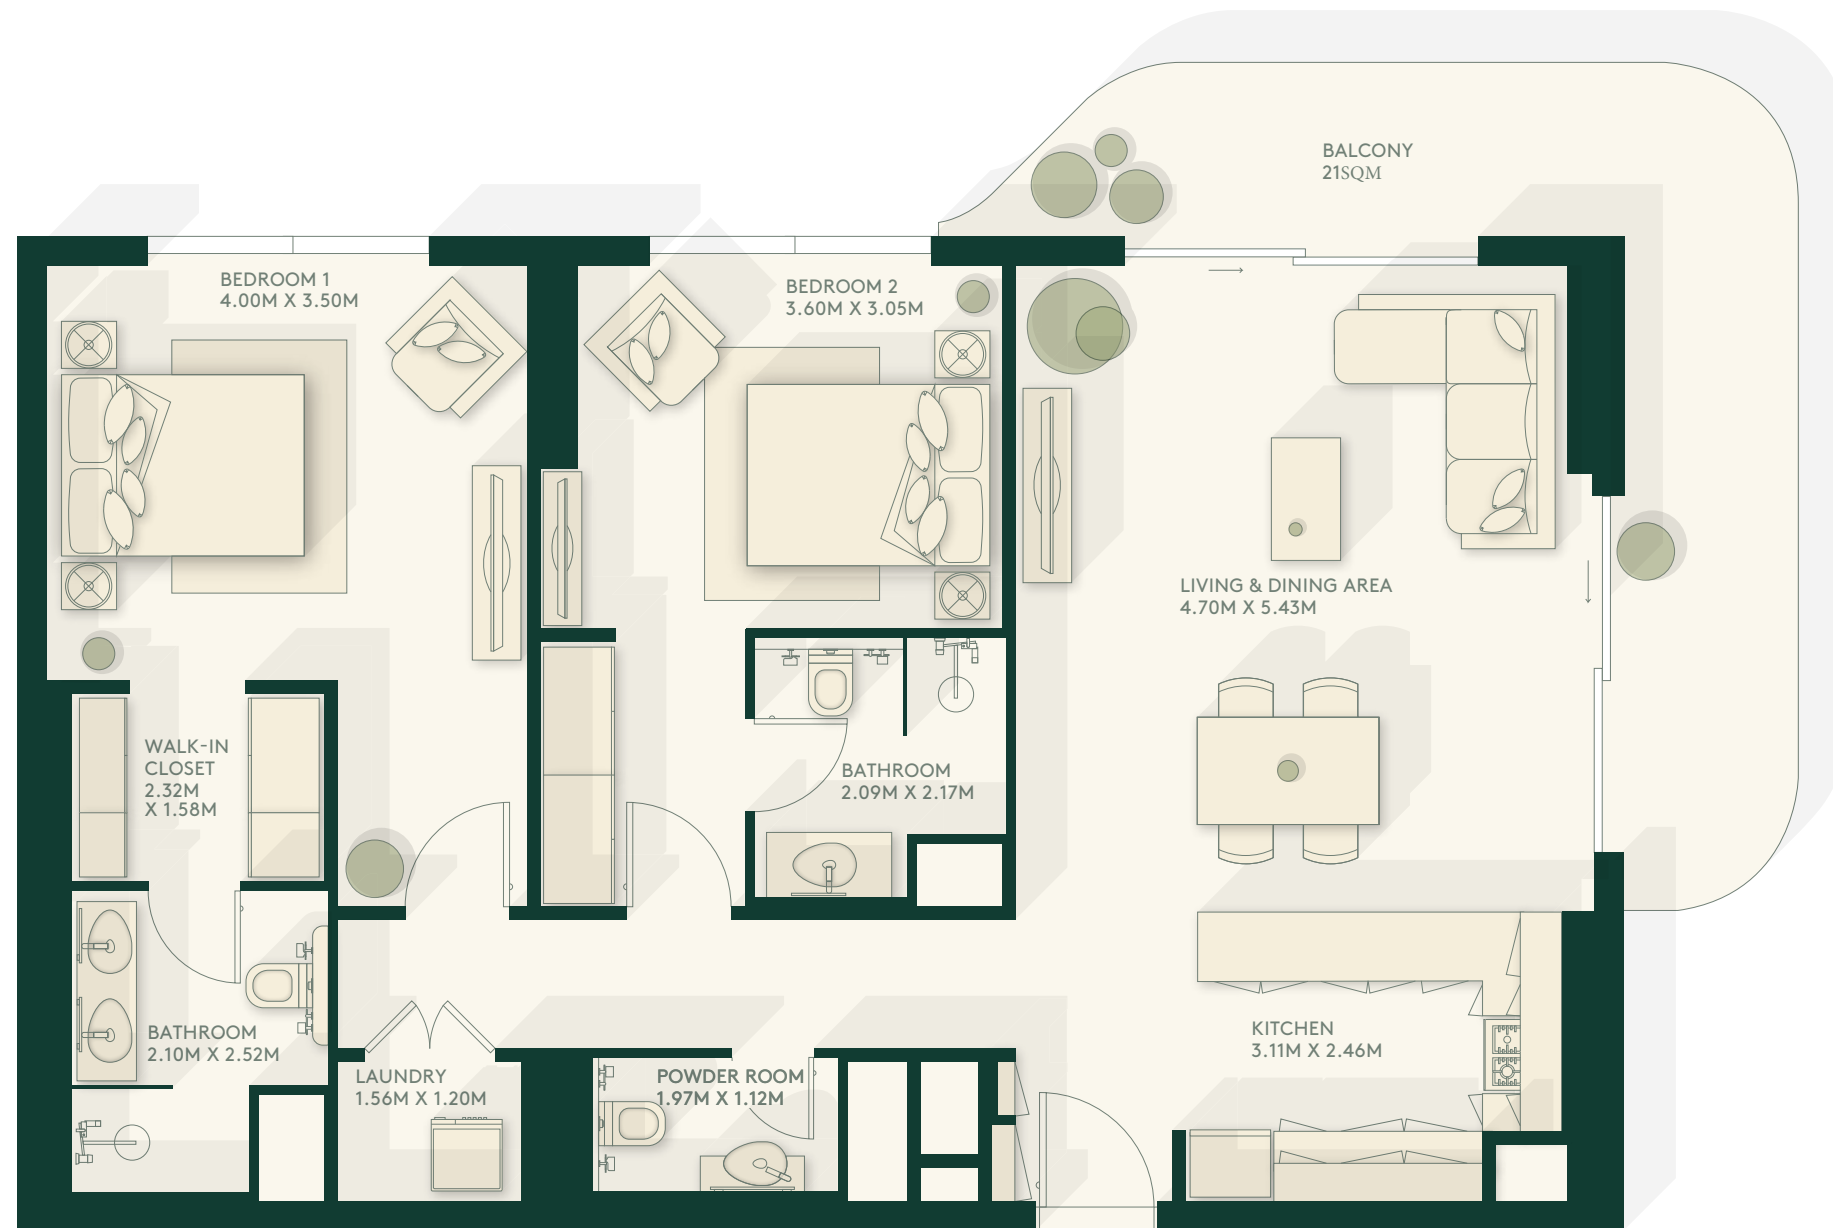 BALCONY
21SQM
BEDROOM 1
4.00M X 3.50M
BEDROOM 2
3.60M X 3.05M
LIVING & DINING AREA
4.70M X 5.43M
WALK-IN
CLOSET
2.32M
X 1.58M
BATHROOM
2.09M X 2.17M
BATHROOM
2.10M X 2.52M
KITCHEN
3.11M X 2.46M
LAUNDRY
1.56M X 1.20M
POWDER ROOM
1.97M X 1.12M